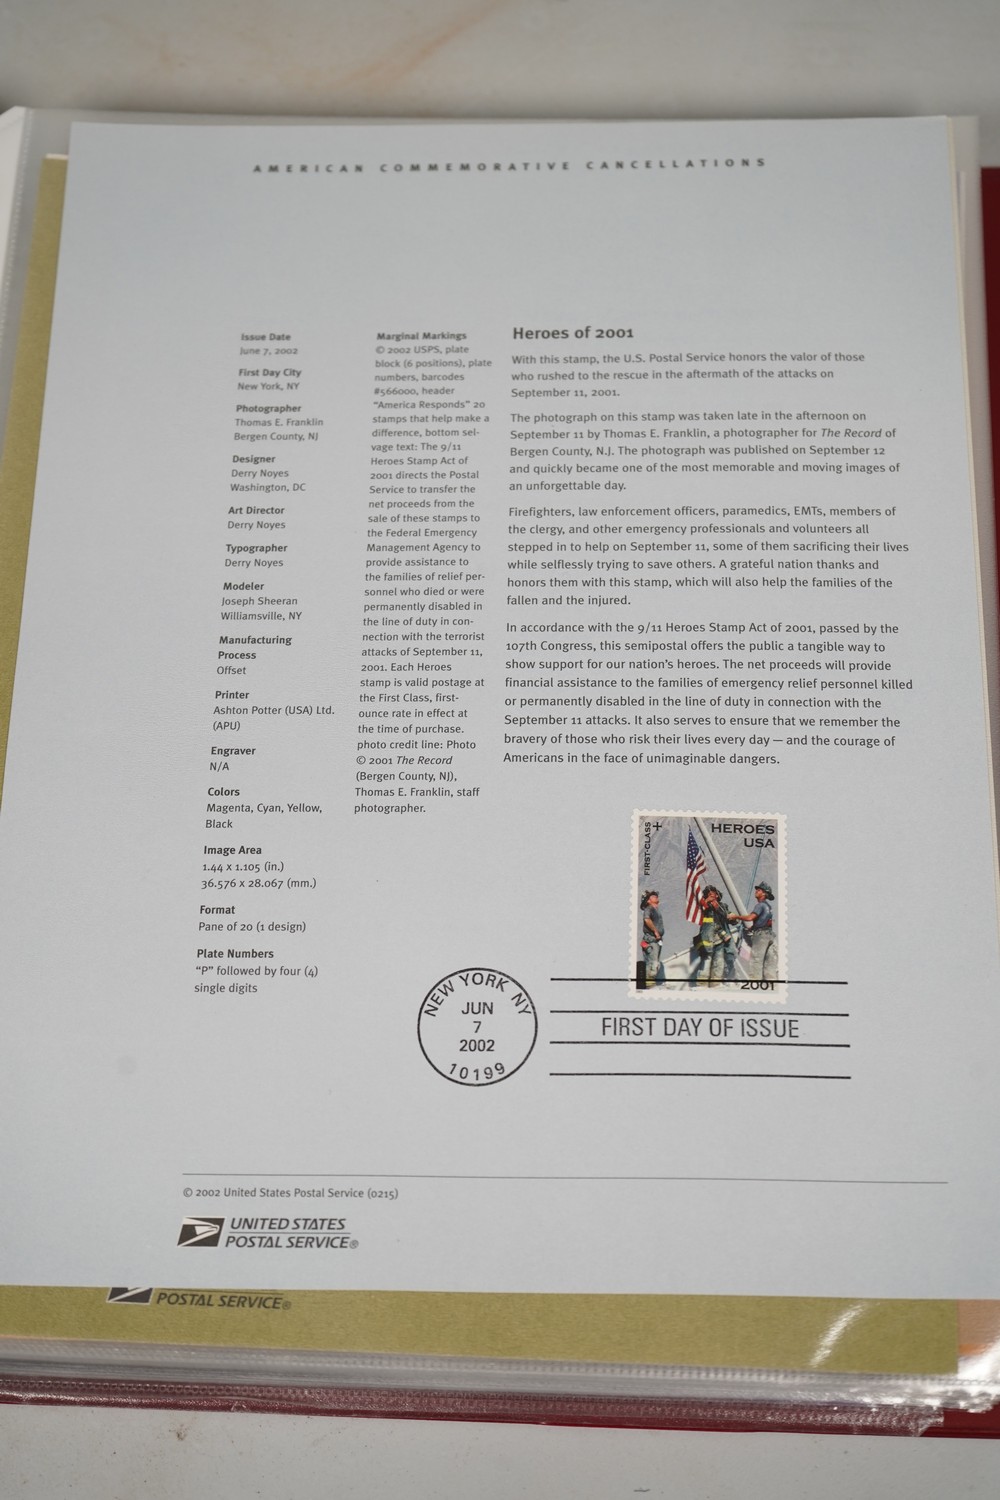 AMERICAN COMMEMORATIVE CANCELLATIONS
Issue Date
June 7, 2002
First Day City
New York, NY
Photographer
Thomas E. Franklin
Bergen County, NJ
Designer
Derry Noyes
Washington, DC
Art Director
Derry Noyes
Typographer
Derry Noyes
Modeler
Joseph Sheeran
Williamsville, NY
Manufacturing
Process
Offset
Printer
Ashton Potter (USA) Ltd.
(APU)
Engraver
N/A
Colors
Magenta, Cyan, Yellow,
Black
Image Area
1.44 x 1.105 (in.)
36.576 x 28.067 (mm.)
Format
Pane of 20 (1 design)
Plate Numbers
"P" followed by four (4)
single digits
Marginal Markings
© 2002 USPS, plate
block (6 positions), plate
numbers, barcodes
#566000, header
"America Responds" 20
stamps that help make a
difference, bottom sel-
vage text: The 9/11
Heroes Stamp Act of
2001 directs the Postal
Service to transfer the
net proceeds from the
sale of these stamps to
the Federal Emergency
Management Agency to
provide assistance to
the families of relief per-
sonnel who died or were
permanently disabled in
the line of duty in con-
nection with the terrorist
attacks of September 11,
2001. Each Heroes
stamp is valid postage at
the First Class, first-
ounce rate in effect at
the time of purchase.
photo credit line: Photo
© 2001 The Record
(Bergen County, NJ),
Thomas E. Franklin, staff
photographer.
Heroes of 2001
With this stamp, the U.S. Postal Service honors the valor of those
who rushed to the rescue in the aftermath of the attacks on
September 11, 2001.
The photograph on this stamp was taken late in the afternoon on
September 11 by Thomas E. Franklin, a photographer for The Record of
Bergen County, N.J. The photograph was published on September 12
and quickly became one of the most memorable and moving images of
an unforgettable day.
Firefighters, law enforcement officers, paramedics, EMTs, members of
the clergy, and other emergency professionals and volunteers all
stepped in to help on September 11, some of them sacrificing their lives
while selflessly trying to save others. A grateful nation thanks and
honors them with this stamp, which will also help the families of the
fallen and the injured.
In accordance with the 9/11 Heroes Stamp Act of 2001, passed by the
107th Congress, this semipostal offers the public a tangible way to
show support for our nation's heroes. The net proceeds will provide
financial assistance to the families of emergency relief personnel killed
or permanently disabled in the line of duty in connection with the
September 11 attacks. It also serves to ensure that we remember the
bravery of those who risk their lives every day — and the courage of
Americans in the face of unimaginable dangers.
FIRST-CLASS+
HEROES
USA
2001
NEW YORK NY
JUN
7
2002
10199
FIRST DAY OF ISSUE
© 2002 United States Postal Service (0215)
UNITED STATES
POSTAL SERVICE®
POSTAL SERVICE®